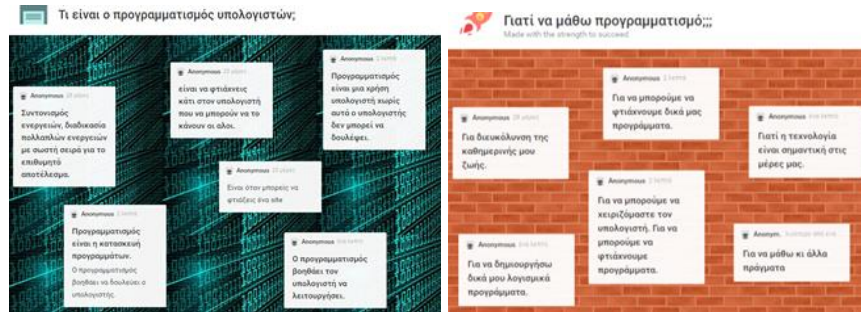 Τι είναι ο προγραμματισμός υπολογιστών;
Anonymous
Συντονισμός
ενεργειών, διαδικασία
πολλαπλών ενεργειών
με σωστή σειρά για το
επιθυμητό
αποτέλεσμα.
Anonymous
είναι να φτιάχνεις
κάτι στον υπολογιστή
που να μπορούν να το
κάνουν οι αλοι.
Anonymous
Προγραμματισμός
είναι μια χρήση
υπολογιστή χωρίς
αυτό ο υπολογιστής
δεν μπορεί να
δουλέψει.
Anonymous
Είναι όταν μπορείς να
φτιάξεις ένα site
Anonymous
Προγραμματισμός
είναι η κατασκευή
προγραμμάτων.
Ο προγραμματισμός
βοηθάει να δουλεύει ο
υπολογιστής.
Anonymous
Ο προγραμματισμός
βοηθάει τον
υπολογιστή να
λειτουργήσει.
Γιατί να μάθω προγραμματισμό;;;
Made with the strength to succeed
Anonymous
Για διευκόλυνση της
καθημερινής μου
ζωής.
Anonymous
Για να μπορούμε να
φτιάχνουμε δικά μας
προγράμματα.
Anonymous
Γιατί η τεχνολογία
είναι σημαντική στις
μέρες μας.
Anonymous
Για να μπορούμε να
χειριζόμαστε τον
υπολογιστή. Για να
μπορούμε να
φτιάχνουμε
προγράμματα.
Anonymous
Για να δημιουργήσω
δικά μου λογισμικά
προγράμματα.
Anonym.
Για να μάθω κι άλλα
πράγματα